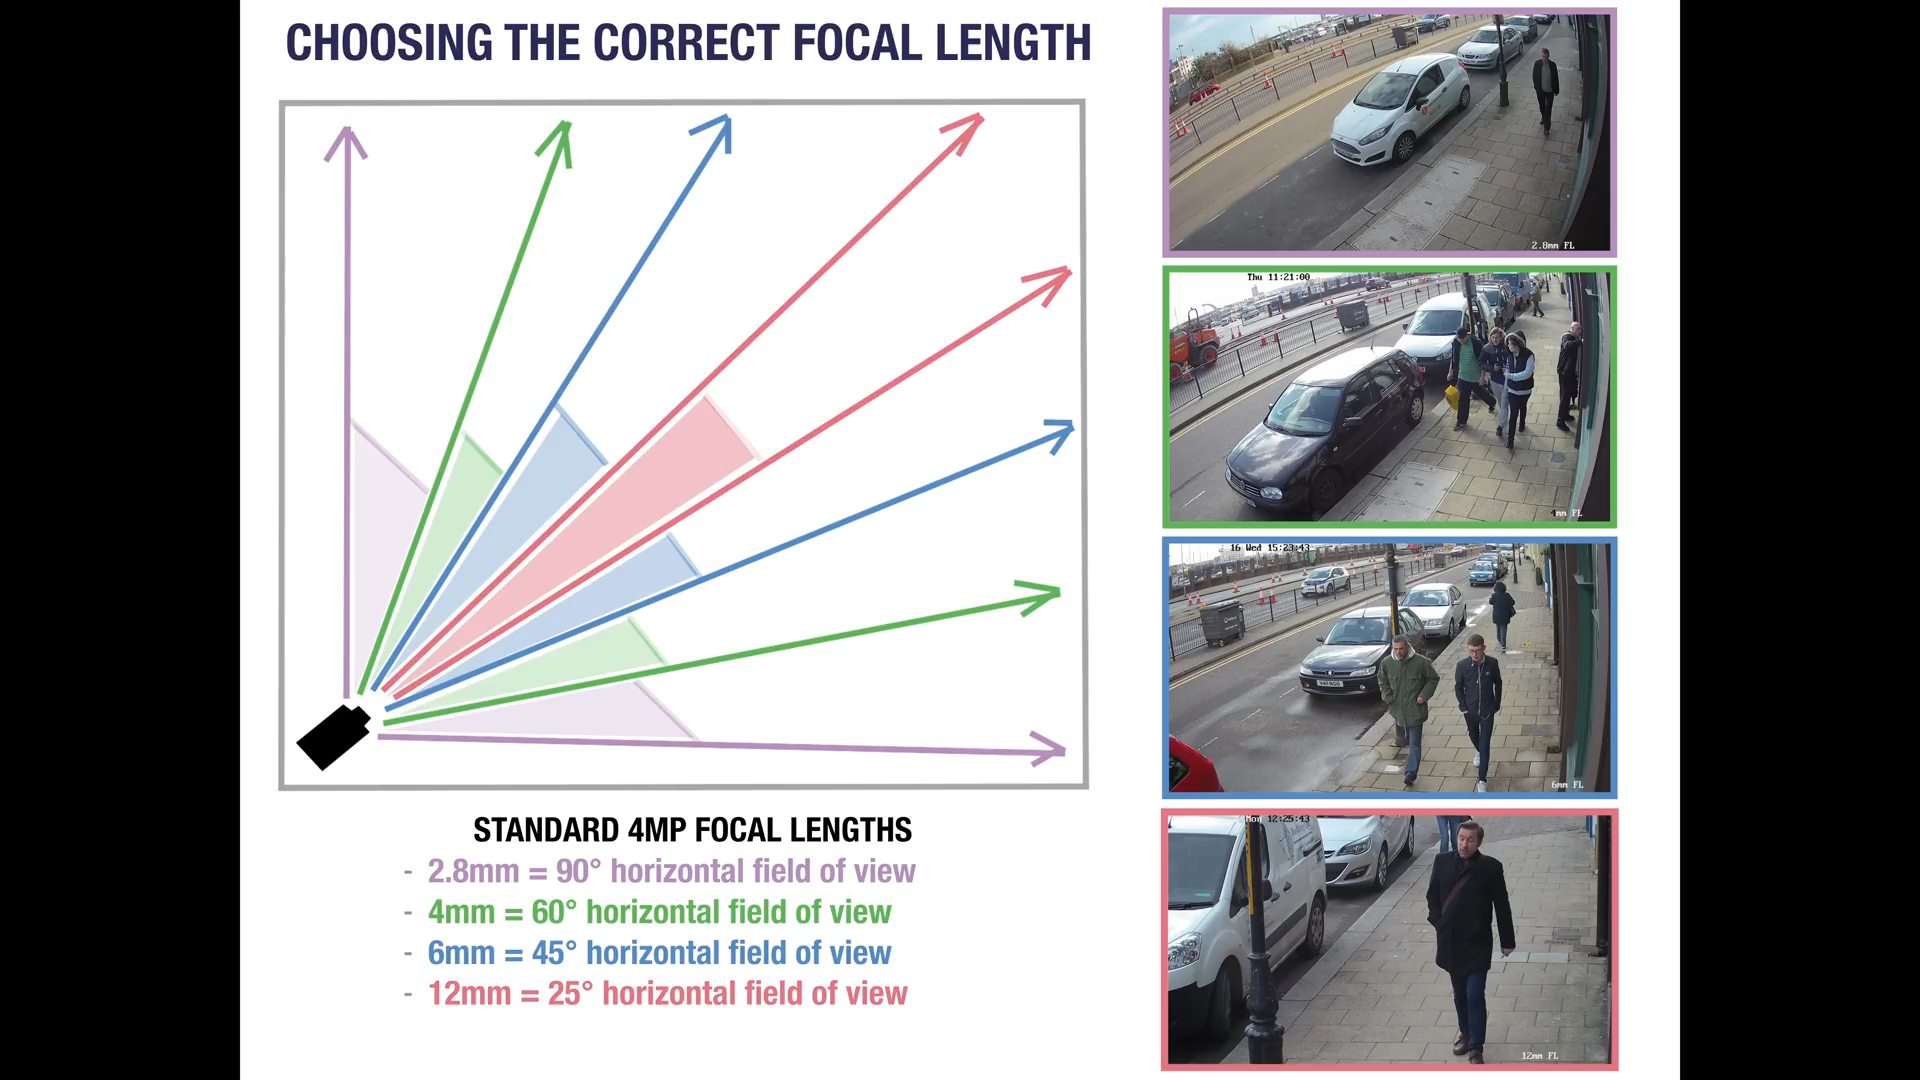 CHOOSING THE CORRECT FOCAL LENGTH
2.8mm FL
Thu 11:21:00
4mm FL
16 Wed 15:23:43
6mm FL
Mon 12:25:43
12mm FL
STANDARD 4MP FOCAL LENGTHS
- 2.8mm = 90° horizontal field of view
- 4mm = 60° horizontal field of view
- 6mm = 45° horizontal field of view
- 12mm = 25° horizontal field of view